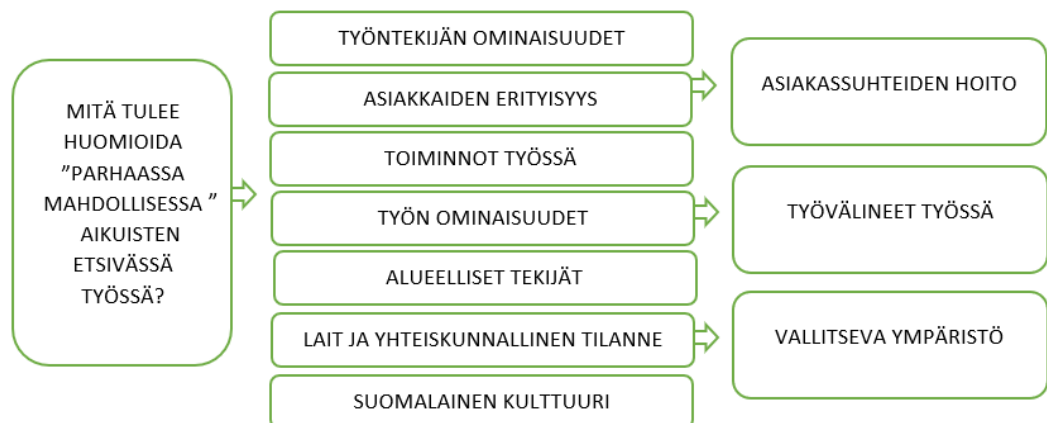 MITÄ TULEE
HUOMIOIDA
”PARHAASSA
MAHDOLLISESSA ”
AIKUISTEN
ETSIVÄSSÄ
TYÖSSÄ?
TYÖNTEKIJÄN OMINAISUUDET
ASIAKKAIDEN ERITYISYYS
TOIMINNOT TYÖSSÄ
TYÖN OMINAISUUDET
ALUEELLISET TEKIJÄT
LAIT JA YHTEISKUNNALLINEN TILANNE
SUOMALAINEN KULTTUURI
ASIAKASSUHTEIDEN HOITO
TYÖVÄLINEET TYÖSSÄ
VALLITSEVA YMPÄRISTÖ